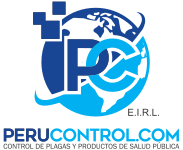 PC
E.I.R.L.
PERUCONTROL.COM
CONTROL DE PLAGAS Y PRODUCTOS DE SALUD PÚBLICA